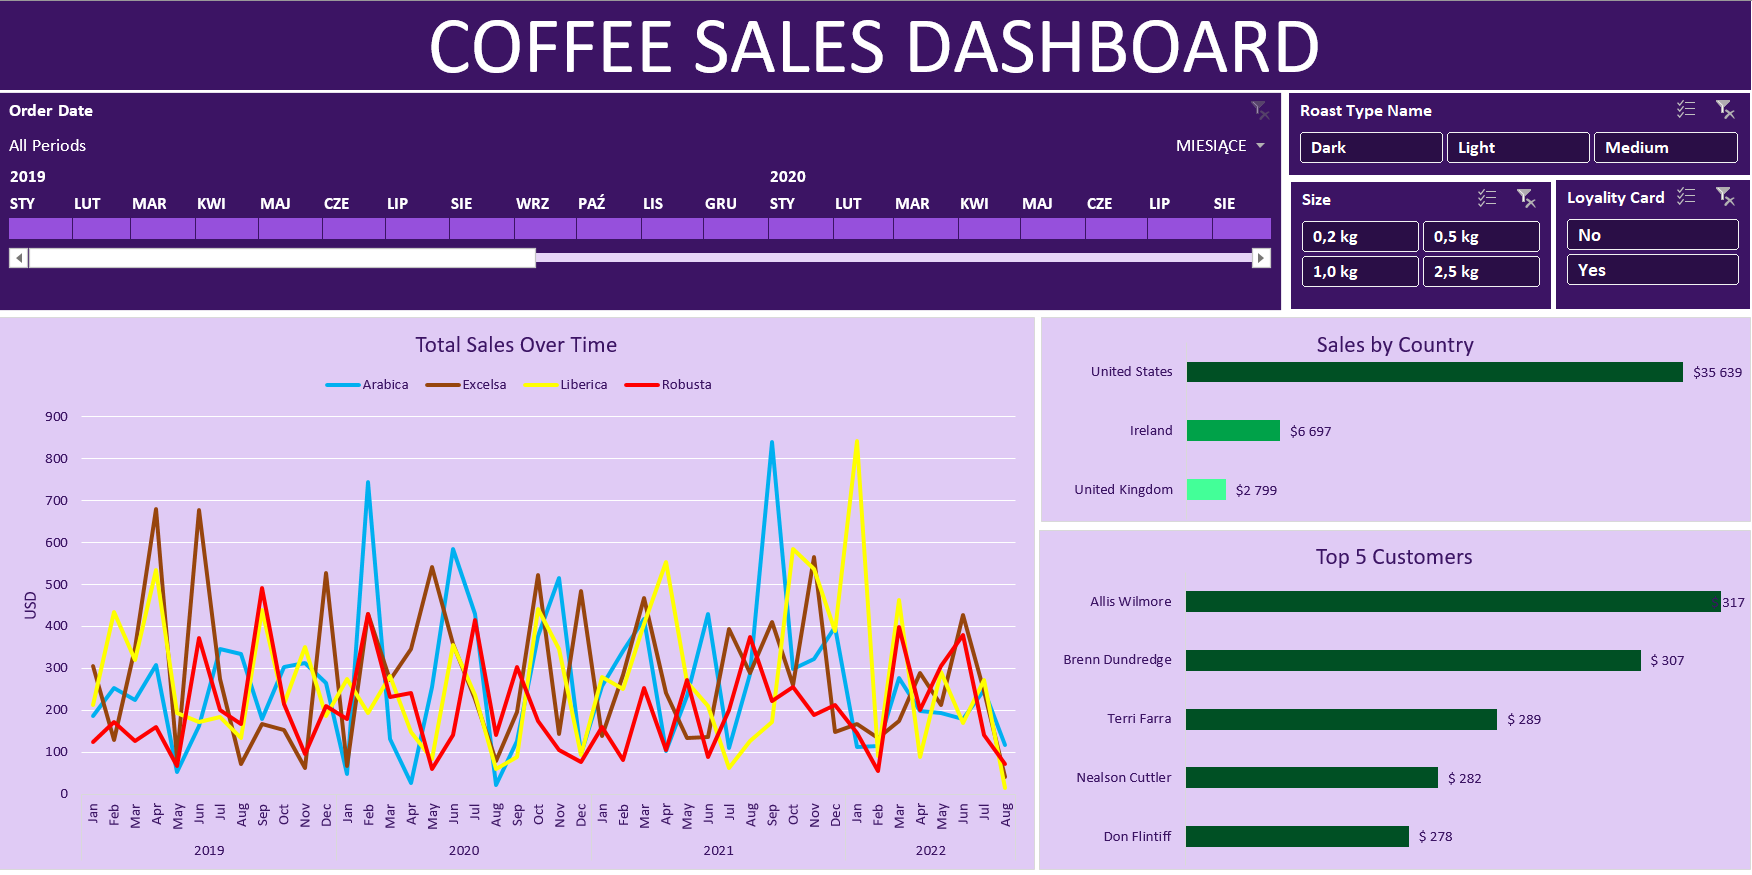 COFFEE SALES DASHBOARD
Order Date
All Periods
MIESIĄCE
2019 2020
STY LUT MAR KWI MAJ CZE LIP SIE WRZ PAŹ LIS GRU STY LUT MAR KWI MAJ CZE LIP SIE
Roast Type Name
Dark Light Medium
Size
0,2 kg 0,5 kg
1,0 kg 2,5 kg
Loyality Card
No
Yes
Total Sales Over Time
Arabica Excelsa Liberica Robusta
USD
900
800
700
600
500
400
300
200
100
0
Jan Feb Mar Apr May Jun Jul Aug Sep Oct Nov Dec Jan Feb Mar Apr May Jun Jul Aug Sep Oct Nov Dec Jan Feb Mar Apr May Jun Jul Aug Sep Oct Nov Dec Jan Feb Mar Apr May Jun Jul Aug
2019 2020 2021 2022
Sales by Country
United States $35 639
Ireland $6 697
United Kingdom $2 799
Top 5 Customers
Allis Wilmore $ 317
Brenn Dundredge $ 307
Terri Farra $ 289
Nealson Cuttler $ 282
Don Flintiff $ 278